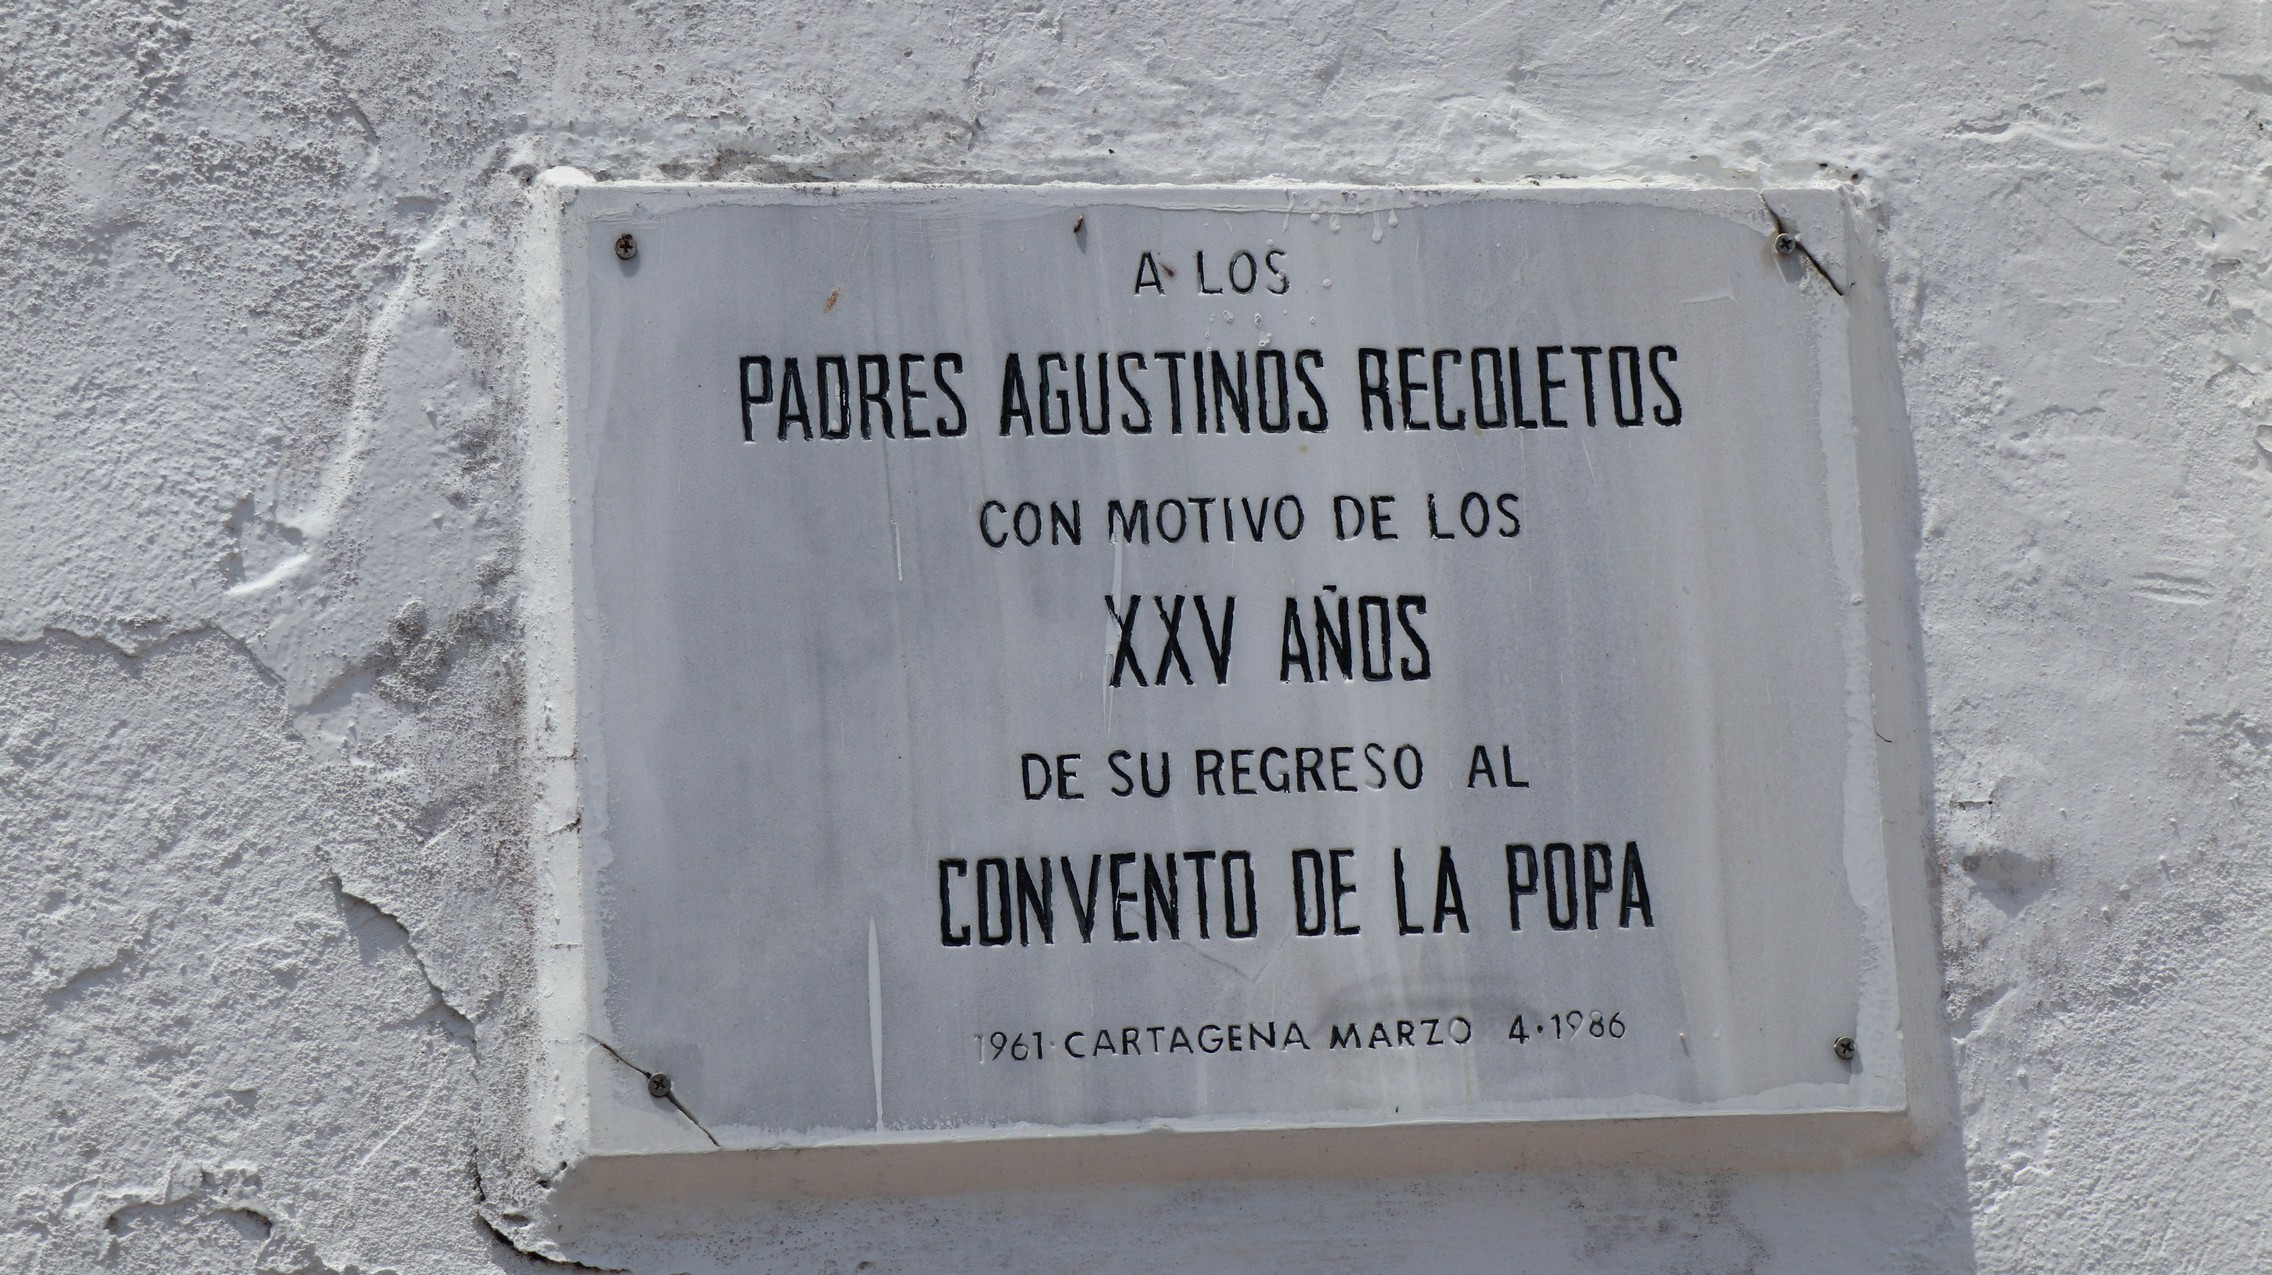 A LOS
PADRES AGUSTINOS RECOLETOS
CON MOTIVO DE LOS
XXV AÑOS
DE SU REGRESO AL
CONVENTO DE LA POPA
1961·CARTAGENA MARZO 4·1986